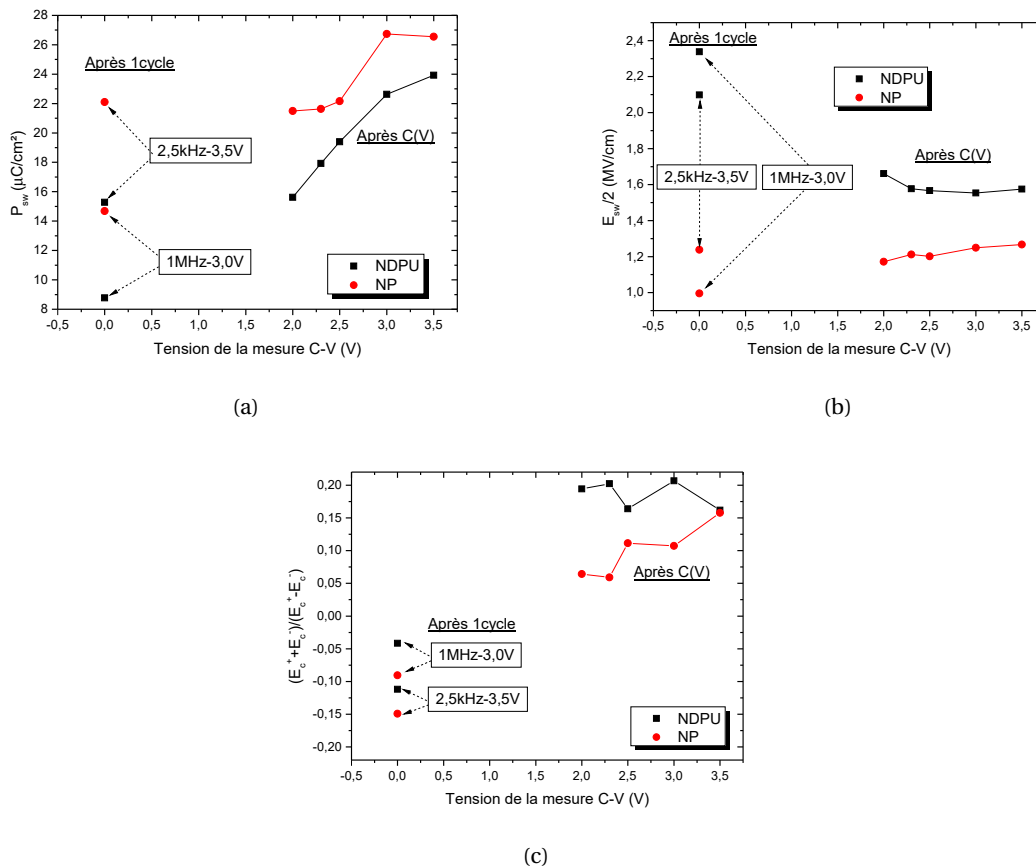 28
26
24
22
20
18
16
14
12
10
8
P_sw (µC/cm²)
Après 1cycle
2,5kHz-3,5V
1MHz-3,0V
Après C(V)
NDPU
NP
-0,5 0,0 0,5 1,0 1,5 2,0 2,5 3,0 3,5
Tension de la mesure C-V (V)
(a)
2,4
2,2
2,0
1,8
1,6
1,4
1,2
1,0
E_sw/2 (MV/cm)
Après 1cycle
NDPU
NP
2,5kHz-3,5V
1MHz-3,0V
Après C(V)
-0,5 0,0 0,5 1,0 1,5 2,0 2,5 3,0 3,5
Tension de la mesure C-V (V)
(b)
0,20
0,15
0,10
0,05
0,00
-0,05
-0,10
-0,15
-0,20
(E_c^+ + E_c^-)/(E_c^+ - E_c^-)
Après C(V)
Après 1cycle
1MHz-3,0V
2,5kHz-3,5V
NDPU
NP
-0,5 0,0 0,5 1,0 1,5 2,0 2,5 3,0 3,5
Tension de la mesure C-V (V)
(c)